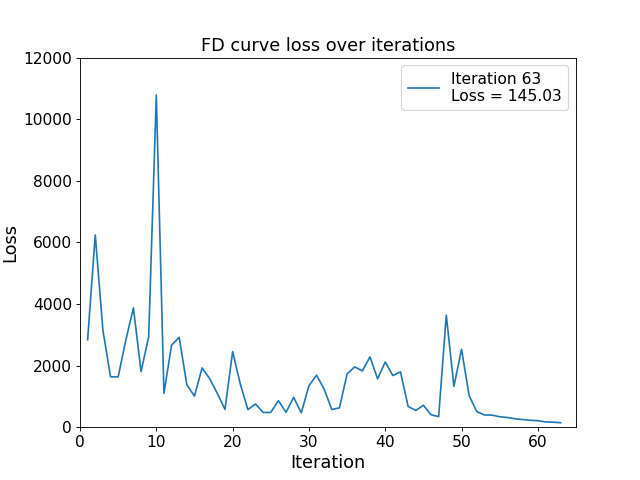 FD curve loss over iterations
12000
10000
8000
6000
4000
2000
0
Loss
Iteration 63
Loss = 145.03
0 10 20 30 40 50 60
Iteration